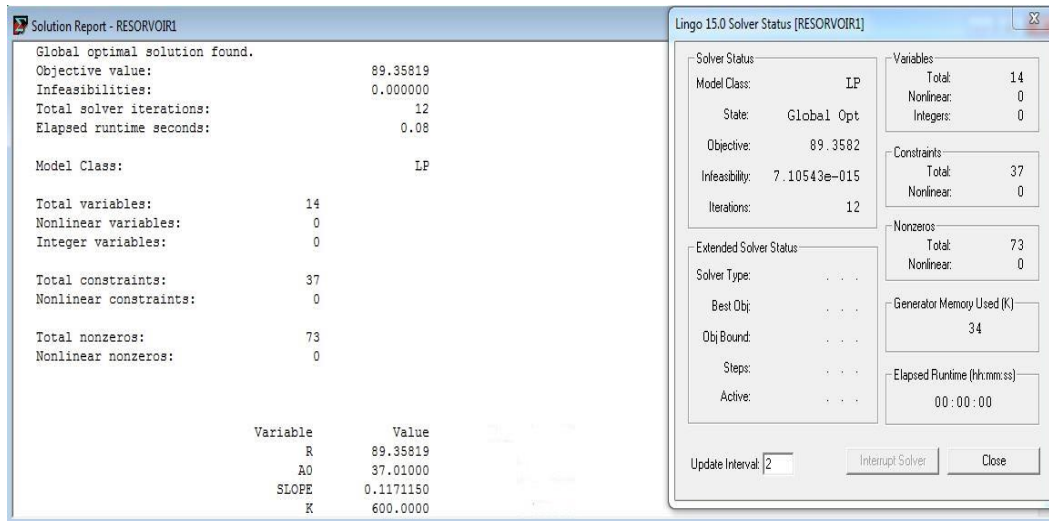 Solution Report - RESORVOIR1
Global optimal solution found.
Objective value: 89.35819
Infeasibilities: 0.000000
Total solver iterations: 12
Elapsed runtime seconds: 0.08
Model Class: LP
Total variables: 14
Nonlinear variables: 0
Integer variables: 0
Total constraints: 37
Nonlinear constraints: 0
Total nonzeros: 73
Nonlinear nonzeros: 0
Variable Value
R 89.35819
A0 37.01000
SLOPE 0.1171150
K 600.0000
Lingo 15.0 Solver Status [RESORVOIR1]
Solver Status
Model Class: LP
State: Global Opt
Objective: 89.3582
Infeasibility: 7.10543e-015
Iterations: 12
Extended Solver Status
Solver Type: . . .
Best Obj: . . .
Obj Bound: . . .
Steps: . . .
Active: . . .
Variables
Total: 14
Nonlinear: 0
Integers: 0
Constraints
Total: 37
Nonlinear: 0
Nonzeros
Total: 73
Nonlinear: 0
Generator Memory Used (K)
34
Elapsed Runtime (hh:mm:ss)
00:00:00
Update Interval: 2 Interrupt Solver Close